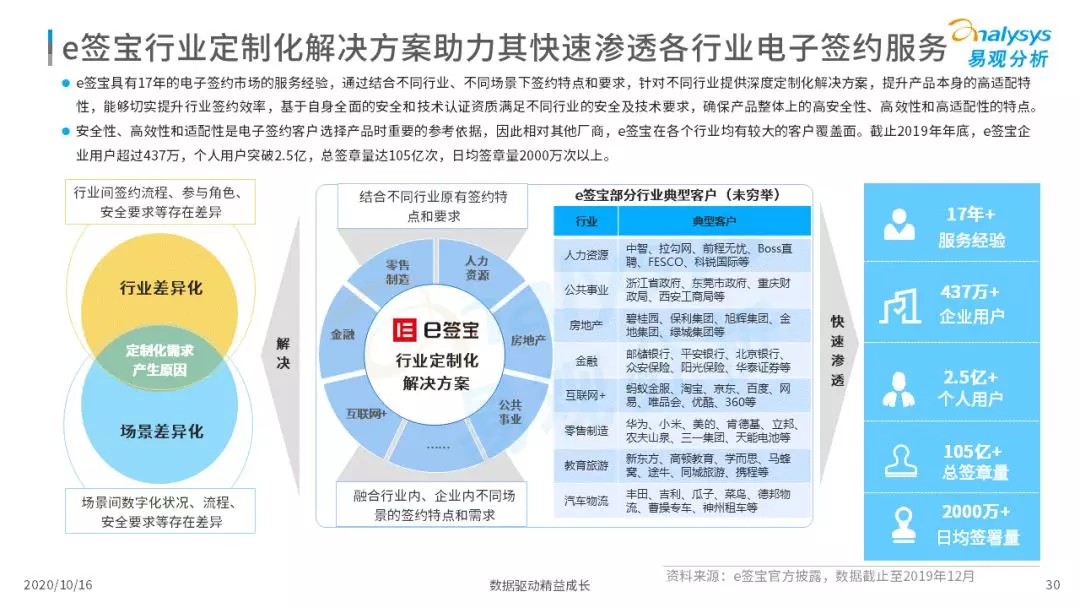 e签宝行业定制化解决方案助力其快速渗透各行业电子签约服务
analysys
易观分析
e签宝具有17年的电子签约市场的服务经验，通过结合不同行业、不同场景下签约特点和要求，针对不同行业提供深度定制化解决方案，提升产品本身的高适配特
性，能够切实提升行业签约效率，基于自身全面的安全和技术认证资质满足不同行业的安全及技术要求，确保产品整体上的高安全性、高效性和高适配性的特点。
安全性、高效性和适配性是电子签约客户选择产品时重要的参考依据，因此相对其他厂商，e签宝在各个行业均有较大的客户覆盖面。截止2019年年底，e签宝企
业用户超过437万，个人用户突破2.5亿，总签章量达105亿次，日均签章量2000万次以上。
行业间签约流程、参与角色、
安全要求等存在差异
行业差异化
定制化需求
产生原因
场景差异化
场景间数字化状况、流程、
安全要求等存在差异
解
决
结合不同行业原有签约特
点和要求
零售
制造
人力
资源
金融
房地产
互联网+
公共
事业
……
e签宝
行业定制化
解决方案
融合行业内、企业内不同场
景的签约特点和需求
e签宝部分行业典型客户（未穷举）
行业 典型客户
人力资源 中智、拉勾网、前程无忧、Boss直
聘、FESCO、科锐国际等
公共事业 浙江省政府、东莞市政府、重庆财
政局、西安工商局等
房地产 碧桂园、保利集团、旭辉集团、金
地集团、绿城集团等
金融 邮储银行、平安银行、北京银行、
众安保险、阳光保险、华泰证券等
互联网+ 蚂蚁金服、淘宝、京东、百度、网
易、唯品会、优酷、360等
零售制造 华为、小米、美的、肯德基、立邦、
农夫山泉、三一集团、天能电池等
教育旅游 新东方、高顿教育、学而思、马蜂
窝、途牛、同城旅游、携程等
汽车物流 丰田、吉利、瓜子、菜鸟、德邦物
流、曹操专车、神州租车等
快
速
渗
透
17年+
服务经验
437万+
企业用户
2.5亿+
个人用户
105亿+
总签章量
2000万+
日均签署量
资料来源：e签宝官方披露，数据截止至2019年12月
2020/10/16
数据驱动精益成长
30